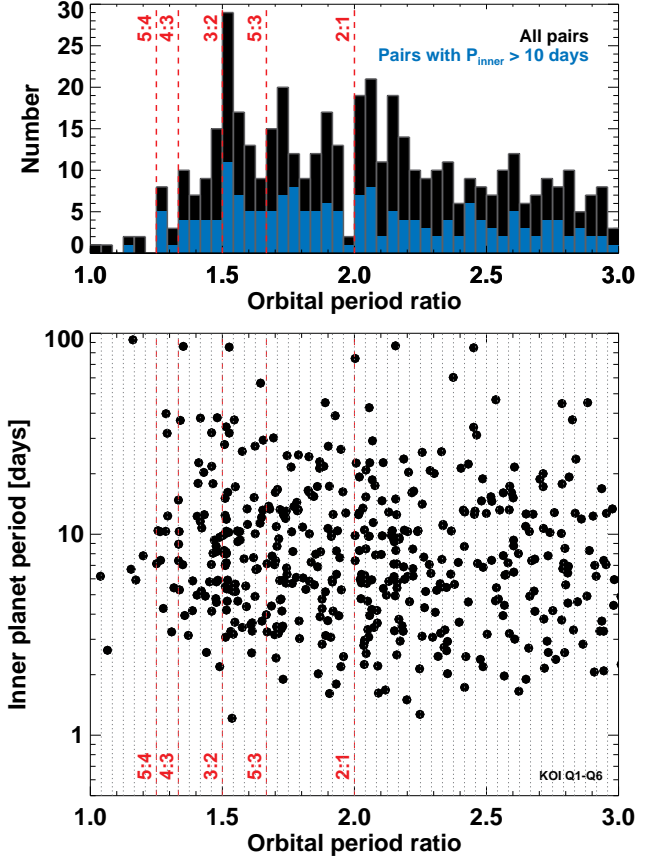 30
25
20
15
10
5
0
Number
5:4
4:3
3:2
5:3
2:1
All pairs
Pairs with P_inner > 10 days
1.0 1.5 2.0 2.5 3.0
Orbital period ratio
100
10
1
Inner planet period [days]
5:4
4:3
3:2
5:3
2:1
KOI Q1-Q6
1.0 1.5 2.0 2.5 3.0
Orbital period ratio